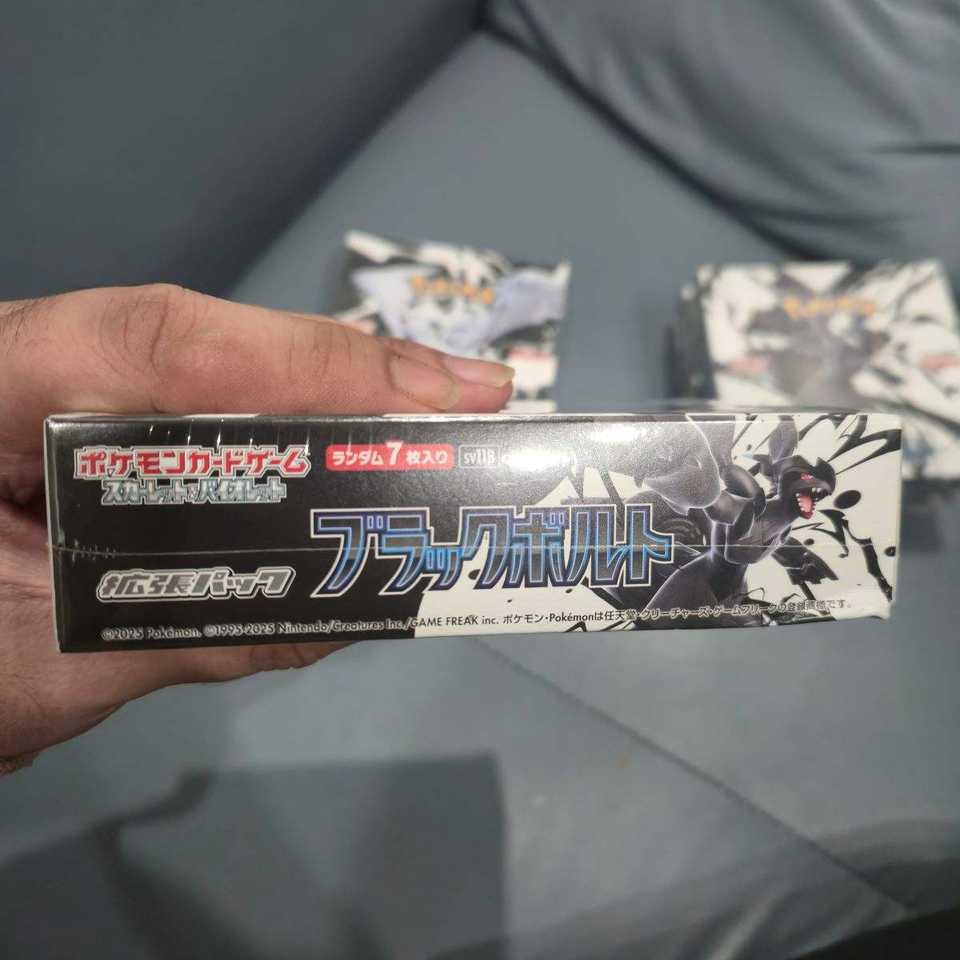 ポケモンカードゲーム
スカーレット&バイオレット
ランダム7枚入り
sv11B
ブラックボルト
拡張パック
©2025 Pokémon. ©1995-2025 Nintendo/Creatures Inc./GAME FREAK inc. ポケモン・Pokémonは任天堂・クリーチャーズ・ゲームフリークの登録商標です。
Pokémon
Pokémon